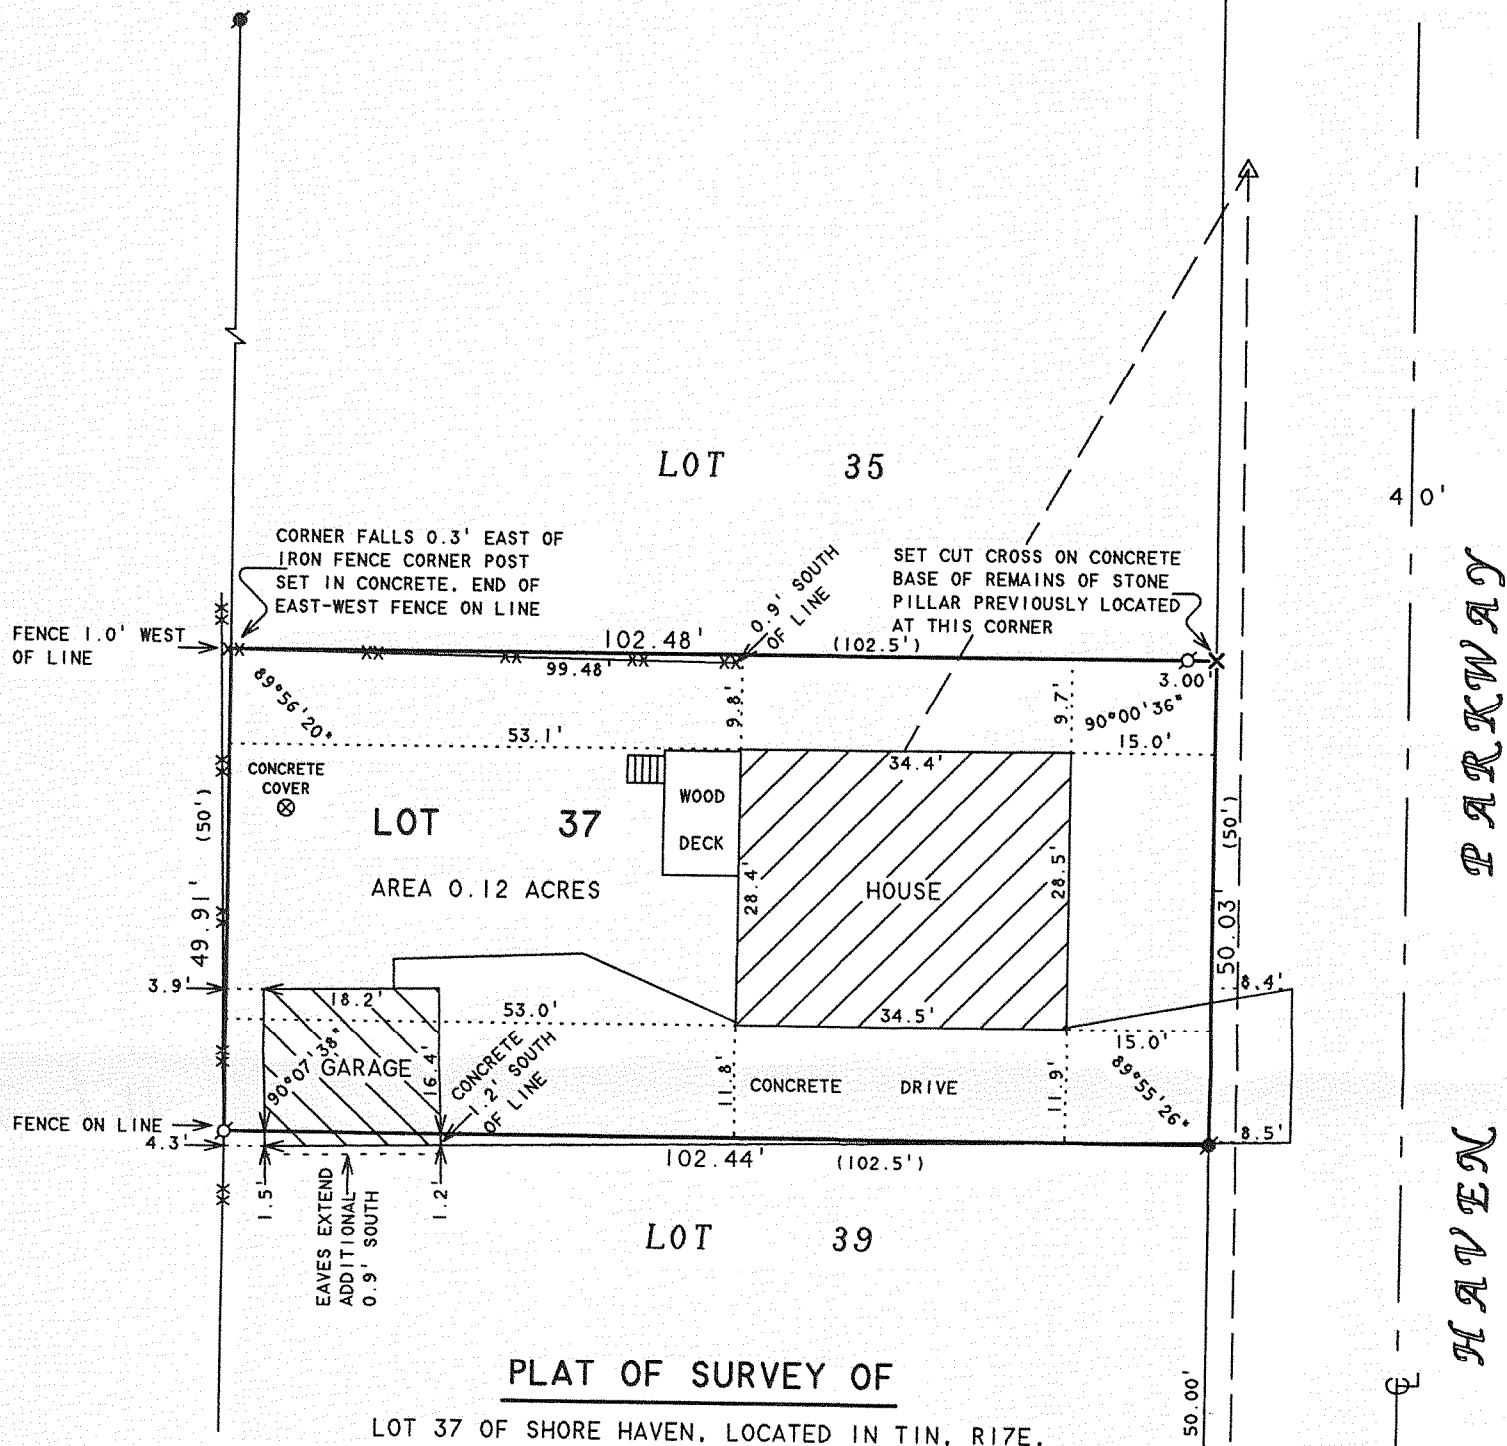 LOT 35
4 0'
CORNER FALLS 0.3' EAST OF
IRON FENCE CORNER POST
SET IN CONCRETE. END OF
EAST-WEST FENCE ON LINE
0.9' SOUTH
OF LINE
SET CUT CROSS ON CONCRETE
BASE OF REMAINS OF STONE
PILLAR PREVIOUSLY LOCATED
AT THIS CORNER
FENCE 1.0' WEST
OF LINE
102.48'
(102.5')
99.48'
3.00'
89°56'20"
9.8'
9.7'
90°00'36"
53.1'
15.0'
34.4'
CONCRETE
COVER
WOOD
DECK
LOT 37
AREA 0.12 ACRES
(50')
49.91'
28.4'
HOUSE
28.5'
(50')
50.03'
3.9'
18.2'
53.0'
34.5'
8.4'
15.0'
90°07'38"
GARAGE
16.4'
CONCRETE
1.2' SOUTH
OF LINE
11.8'
CONCRETE DRIVE
11.9'
89°55'26"
FENCE ON LINE
4.3'
8.5'
102.44'
(102.5')
1.5'
EAVES EXTEND
ADDITIONAL
0.9' SOUTH
1.2'
LOT 39
HAVEN PARKWAY
50.00'
PLAT OF SURVEY OF
LOT 37 OF SHORE HAVEN, LOCATED IN T1N, R17E,